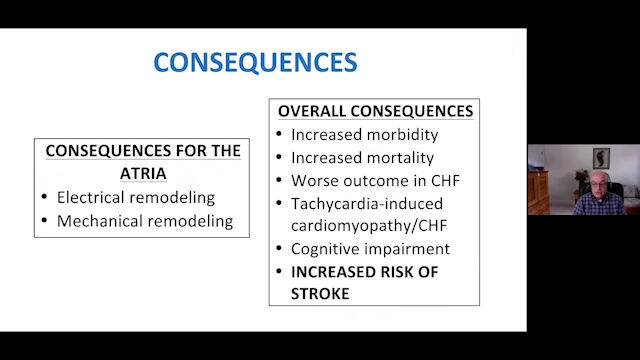 CONSEQUENCES
CONSEQUENCES FOR THE
ATRIA
• Electrical remodeling
• Mechanical remodeling
OVERALL CONSEQUENCES
• Increased morbidity
• Increased mortality
• Worse outcome in CHF
• Tachycardia-induced
cardiomyopathy/CHF
• Cognitive impairment
• INCREASED RISK OF
STROKE